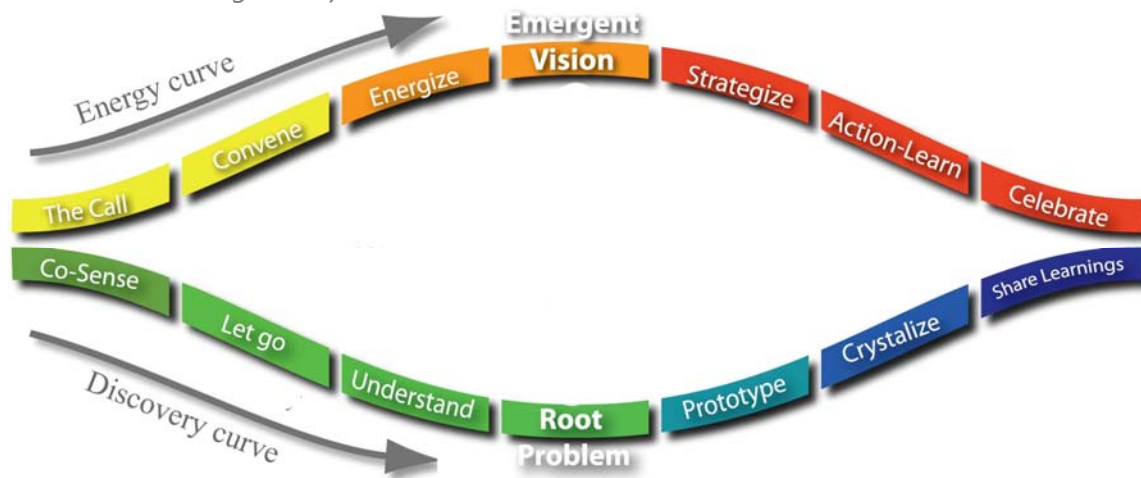 Energy curve
The Call
Convene
Energize
Emergent
Vision
Strategize
Action-Learn
Celebrate
Co-Sense
Let go
Understand
Root
Problem
Prototype
Crystalize
Share Learnings
Discovery curve